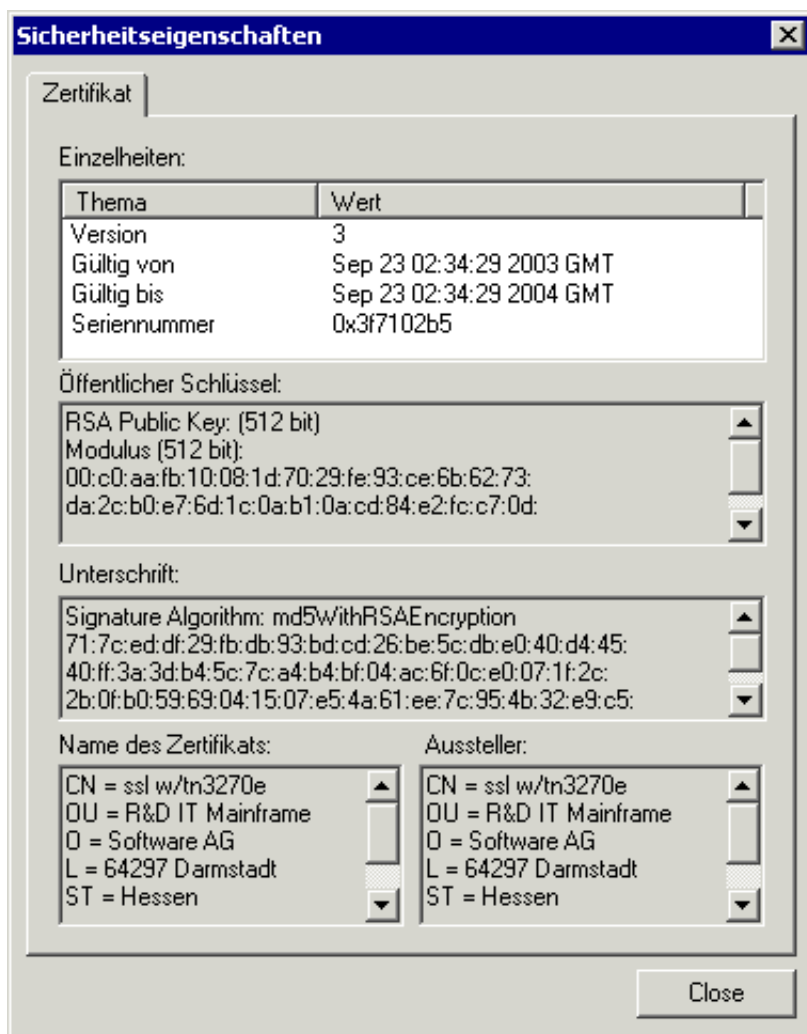 Sicherheitseigenschaften
Zertifikat
Einzelheiten:
Thema Wert
Version 3
Gültig von Sep 23 02:34:29 2003 GMT
Gültig bis Sep 23 02:34:29 2004 GMT
Seriennummer 0x3f7102b5
Öffentlicher Schlüssel:
RSA Public Key: (512 bit)
Modulus (512 bit):
00:c0:aa:fb:10:08:1d:70:29:fe:93:ce:6b:62:73:
da:2c:b0:e7:6d:1c:0a:b1:0a:cd:84:e2:fc:c7:0d:
Unterschrift:
Signature Algorithm: md5WithRSAEncryption
71:7c:ed:df:29:fb:db:93:bd:cd:26:be:5c:db:e0:40:d4:45:
40:ff:3a:3d:b4:5c:7c:a4:b4:bf:04:ac:6f:0c:e0:07:1f:2c:
2b:0f:b0:59:69:04:15:07:e5:4a:61:ee:7c:95:4b:32:e9:c5:
Name des Zertifikats:
CN = ssl w/tn3270e
OU = R&D IT Mainframe
O = Software AG
L = 64297 Darmstadt
ST = Hessen
Aussteller:
CN = ssl w/tn3270e
OU = R&D IT Mainframe
O = Software AG
L = 64297 Darmstadt
ST = Hessen
Close